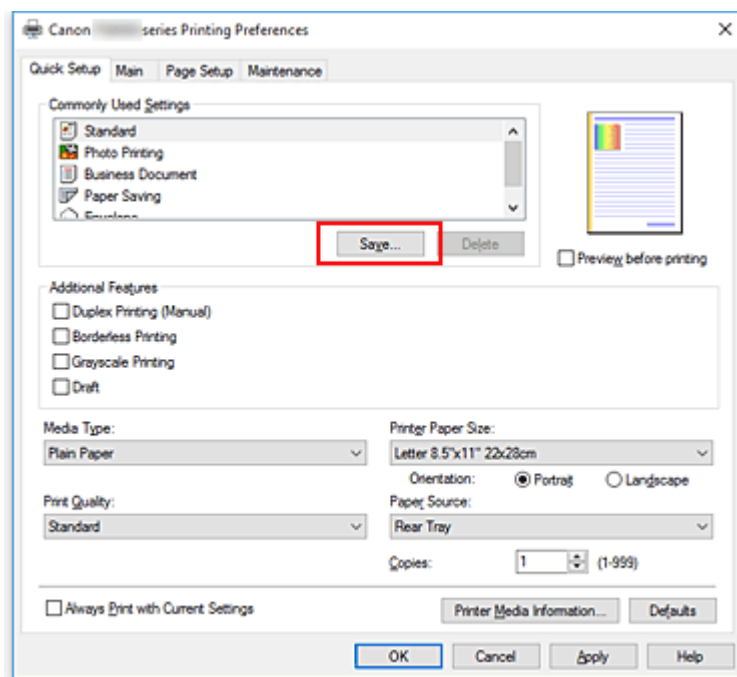 Canon series Printing Preferences
Quick Setup Main Page Setup Maintenance
Commonly Used Settings
Standard
Photo Printing
Business Document
Paper Saving
Envelope
Save... Delete
Preview before printing
Additional Features
Duplex Printing (Manual)
Borderless Printing
Grayscale Printing
Draft
Media Type: Printer Paper Size:
Plain Paper Letter 8.5"x11" 22x28cm
Orientation: Portrait Landscape
Print Quality: Paper Source:
Standard Rear Tray
Copies: 1 (1-999)
Always Print with Current Settings Printer Media Information... Defaults
OK Cancel Apply Help